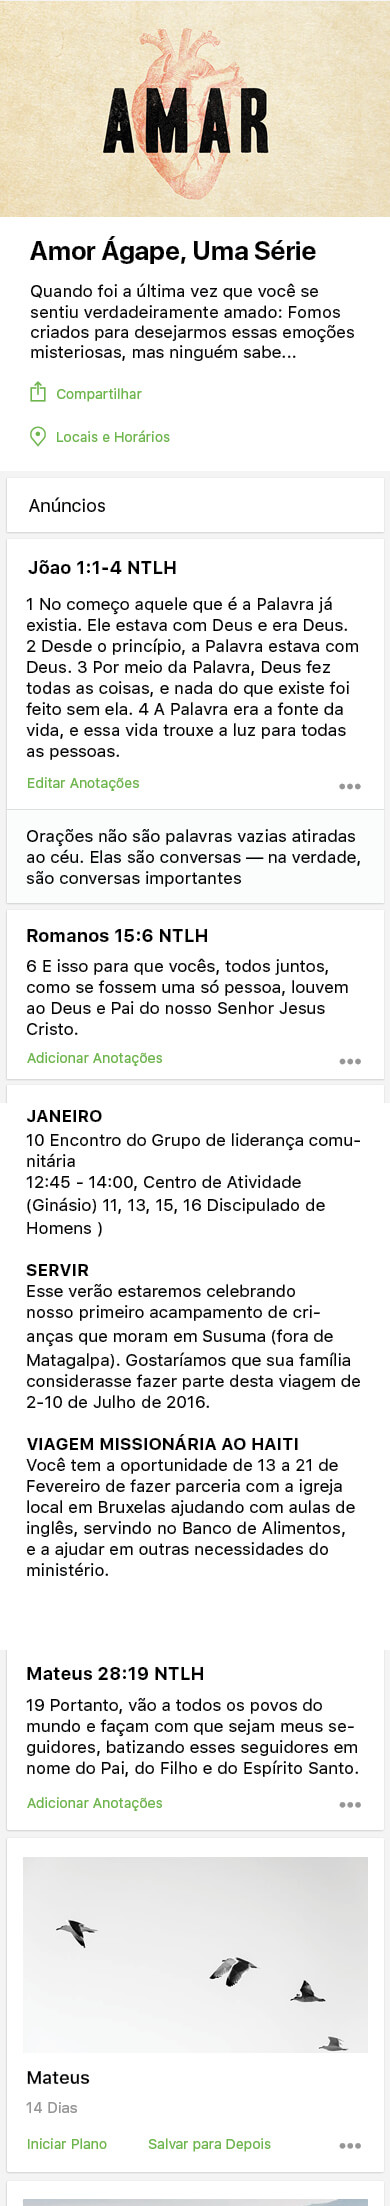 AMAR
Amor Ágape, Uma Série
Quando foi a última vez que você se
sentiu verdadeiramente amado: Fomos
criados para desejarmos essas emoções
misteriosas, mas ninguém sabe...
Compartilhar
Locais e Horários
Anúncios
Jõao 1:1-4 NTLH
1 No começo aquele que é a Palavra já
existia. Ele estava com Deus e era Deus.
2 Desde o princípio, a Palavra estava com
Deus. 3 Por meio da Palavra, Deus fez
todas as coisas, e nada do que existe foi
feito sem ela. 4 A Palavra era a fonte da
vida, e essa vida trouxe a luz para todas
as pessoas.
Editar Anotações
Orações não são palavras vazias atiradas
ao céu. Elas são conversas — na verdade,
são conversas importantes
Romanos 15:6 NTLH
6 E isso para que vocês, todos juntos,
como se fossem uma só pessoa, louvem
ao Deus e Pai do nosso Senhor Jesus
Cristo.
Adicionar Anotações
JANEIRO
10 Encontro do Grupo de liderança comu-
nitária
12:45 - 14:00, Centro de Atividade
(Ginásio) 11, 13, 15, 16 Discipulado de
Homens )
SERVIR
Esse verão estaremos celebrando
nosso primeiro acampamento de cri-
anças que moram em Susuma (fora de
Matagalpa). Gostaríamos que sua família
considerasse fazer parte desta viagem de
2-10 de Julho de 2016.
VIAGEM MISSIONÁRIA AO HAITI
Você tem a oportunidade de 13 a 21 de
Fevereiro de fazer parceria com a igreja
local em Bruxelas ajudando com aulas de
inglês, servindo no Banco de Alimentos,
e a ajudar em outras necessidades do
ministério.
Mateus 28:19 NTLH
19 Portanto, vão a todos os povos do
mundo e façam com que sejam meus se-
guidores, batizando esses seguidores em
nome do Pai, do Filho e do Espírito Santo.
Adicionar Anotações
Mateus
14 Dias
Iniciar Plano Salvar para Depois